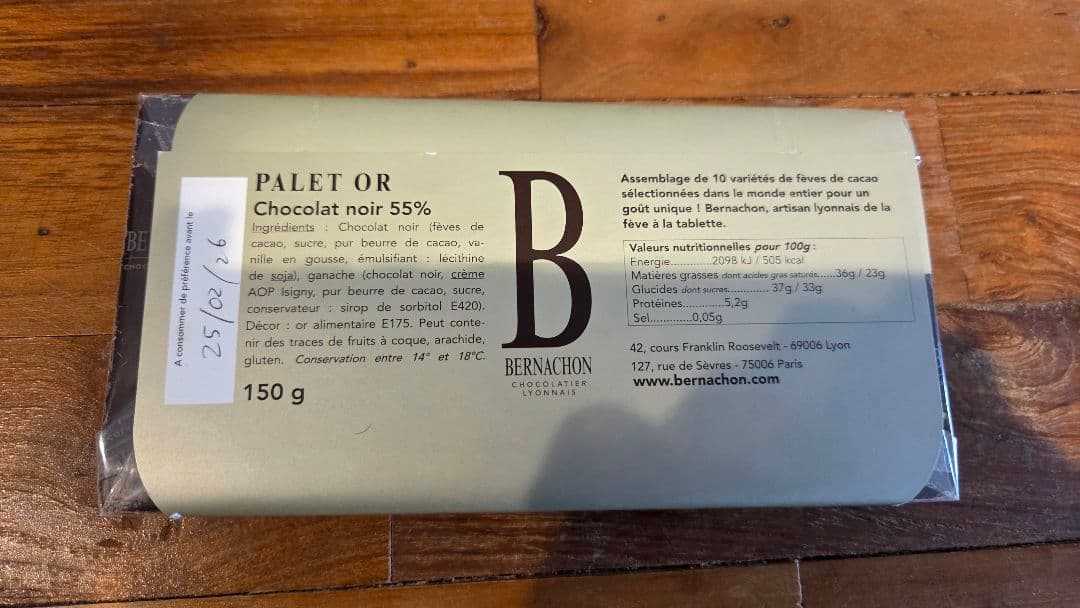 A consommer de préférence avant le
25/02/26
PALET OR
Chocolat noir 55%
Ingrédients : Chocolat noir (fèves de
cacao, sucre, pur beurre de cacao, va-
nille en gousse, émulsifiant : lécithine
de soja), ganache (chocolat noir, crème
AOP Isigny, pur beurre de cacao, sucre,
conservateur : sirop de sorbitol E420).
Décor : or alimentaire E175. Peut conte-
nir des traces de fruits à coque, arachide,
gluten. Conservation entre 14° et 18°C.
150 g
B
BERNACHON
CHOCOLATIER
LYONNAIS
Assemblage de 10 variétés de fèves de cacao
sélectionnées dans le monde entier pour un
goût unique ! Bernachon, artisan lyonnais de la
fève à la tablette.
Valeurs nutritionnelles pour 100g :
Energie............2098 kJ / 505 kcal
Matières grasses dont acides gras saturés......36g / 23g
Glucides dont sucres.............. 37g / 33g
Protéines............5,2g
Sel............0,05g
42, cours Franklin Roosevelt - 69006 Lyon
127, rue de Sèvres - 75006 Paris
www.bernachon.com